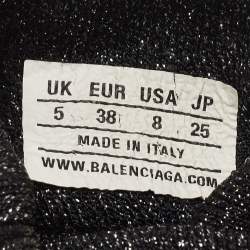 UK EUR USA JP
5 38 8 25
MADE IN ITALY
WWW.BALENCIAGA.COM